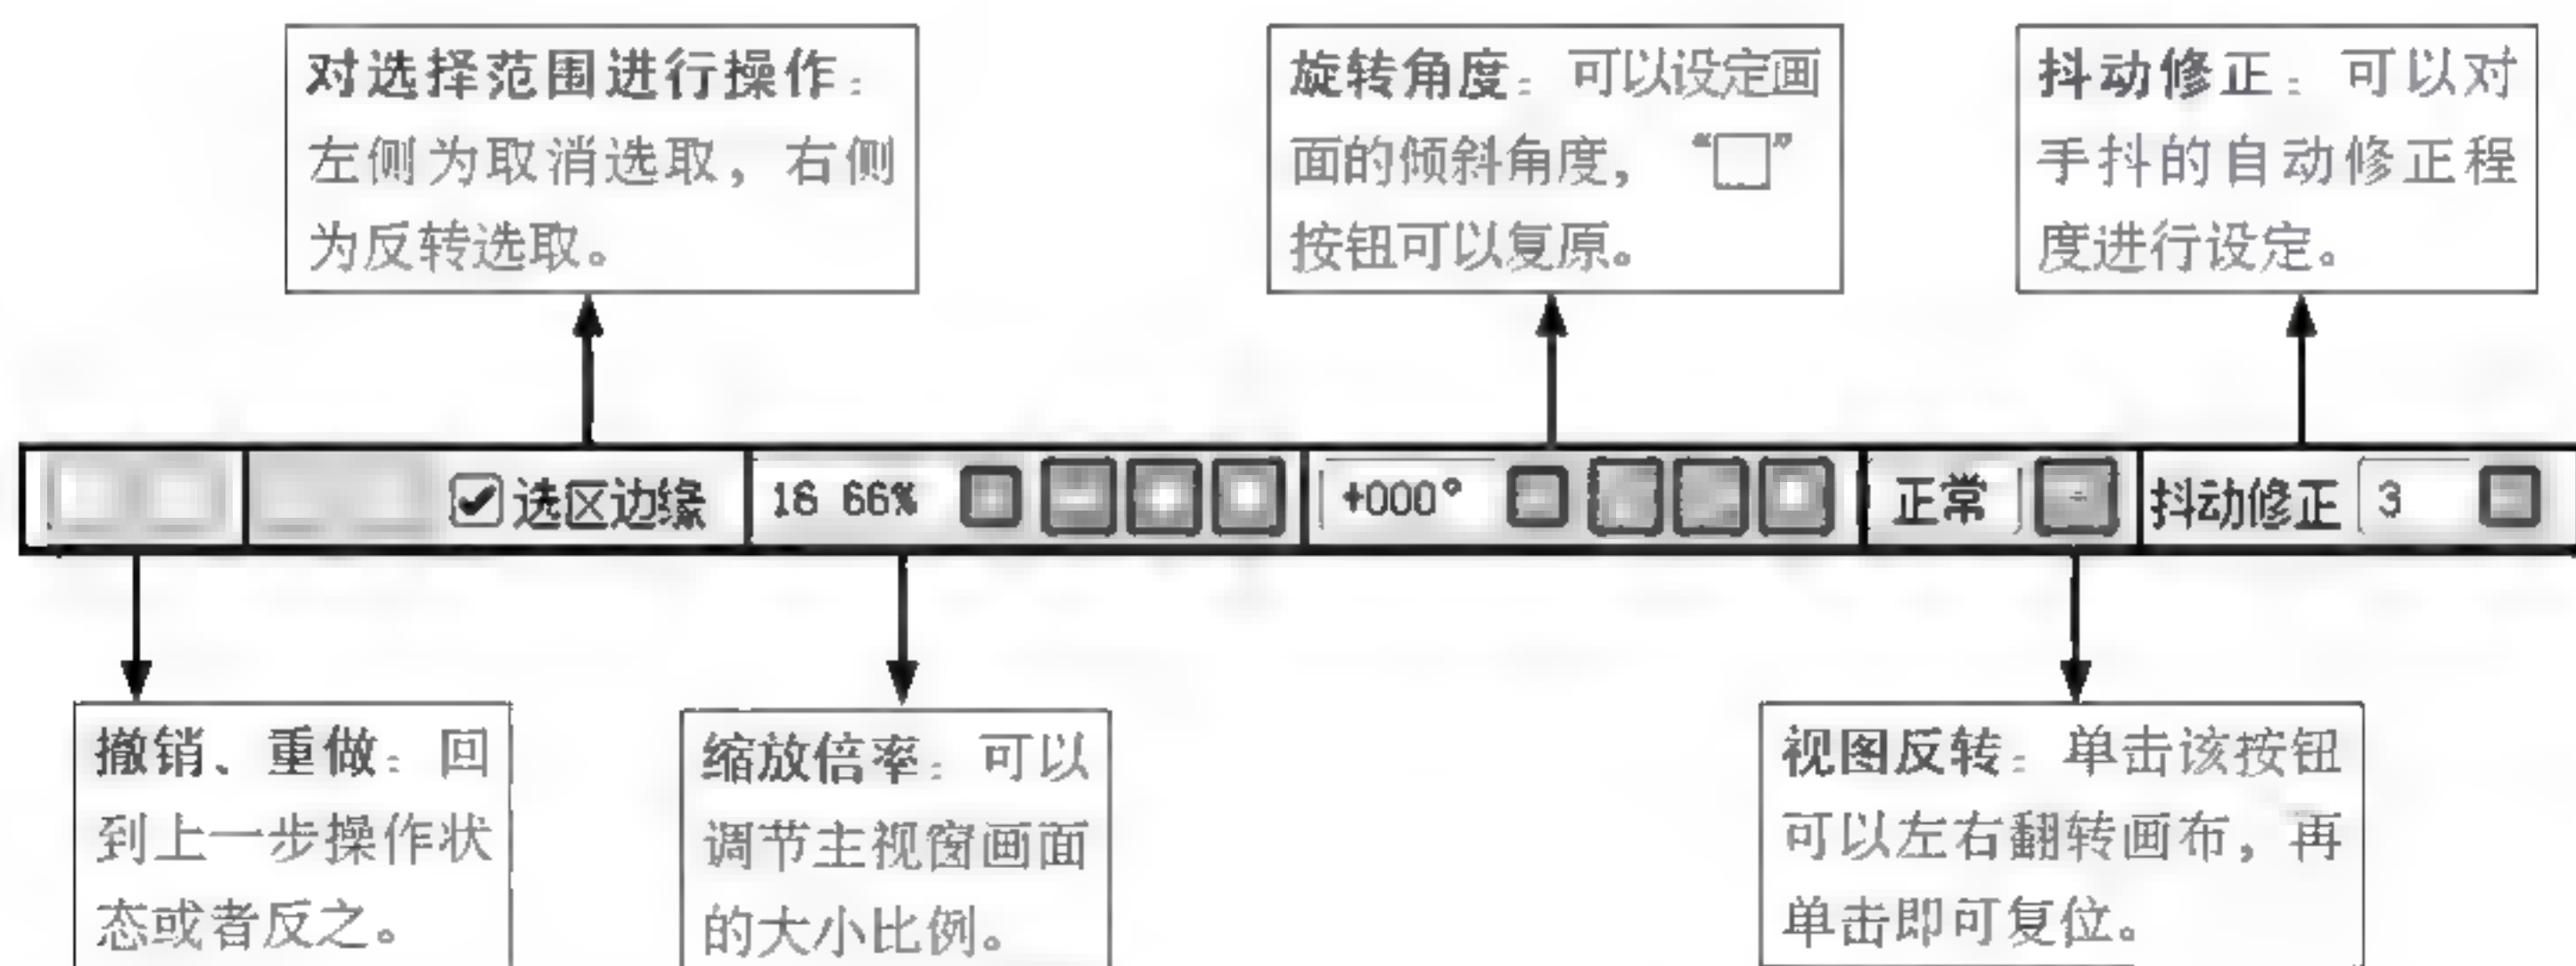 对选择范围进行操作：
左侧为取消选取，右侧
为反转选取。
旋转角度：可以设定画
面的倾斜角度，“□”
按钮可以复原。
抖动修正：可以对
手抖的自动修正程
度进行设定。
选区边缘 16 66% +000° 正常 抖动修正 3
撤销、重做：回
到上一步操作状
态或者反之。
缩放倍率：可以
调节主视窗画面
的大小比例。
视图反转：单击该按钮
可以左右翻转画布，再
单击即可复位。